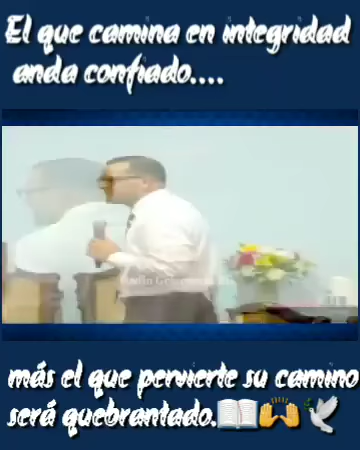 El que camina en integridad
anda confiado....
más el que pervierte su camino
será quebrantado.📖🙌🕊